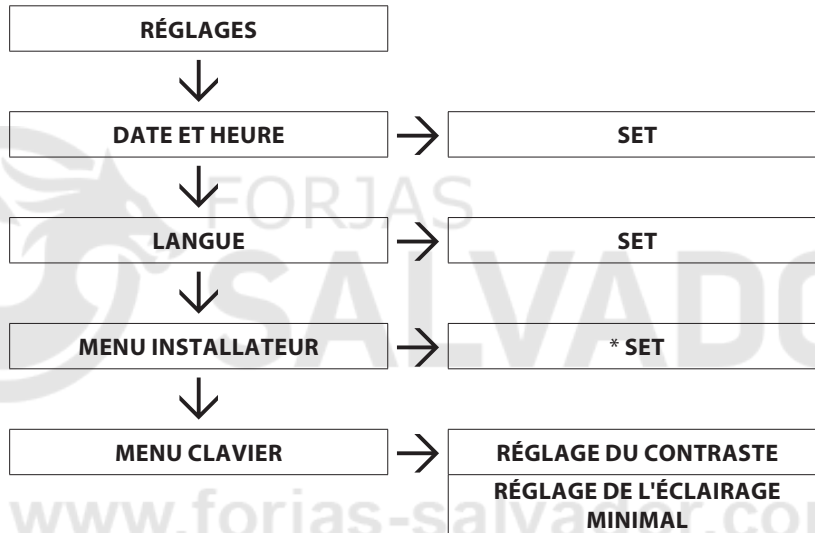 RÉGLAGES
DATE ET HEURE
SET
LANGUE
SET
MENU INSTALLATEUR
* SET
MENU CLAVIER
RÉGLAGE DU CONTRASTE
RÉGLAGE DE L'ÉCLAIRAGE
MINIMAL
FORJAS
SALVADO
www.forjas-salvador.com